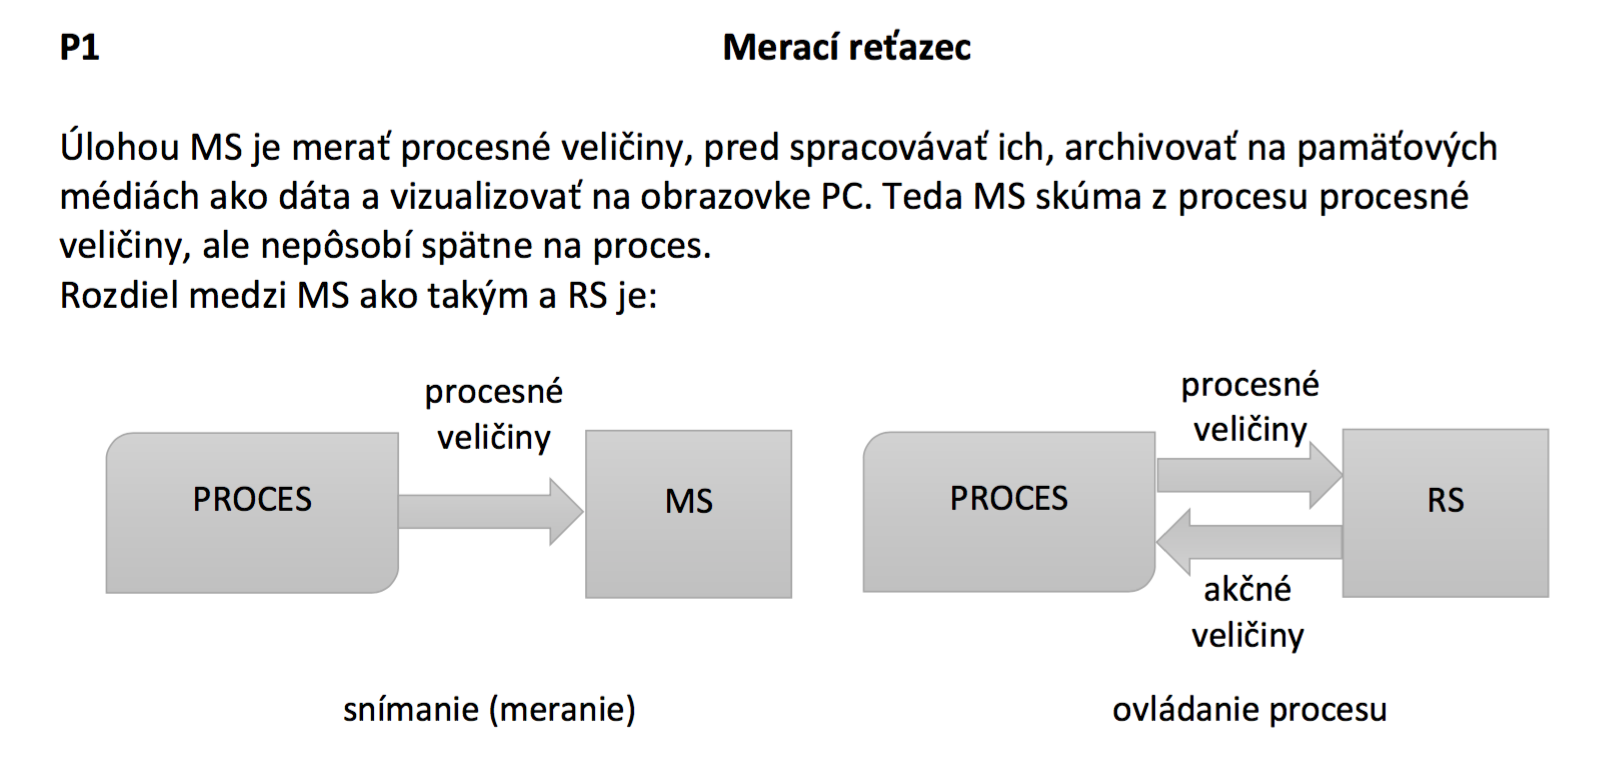 P1
Merací reťazec
Úlohou MS je merať procesné veličiny, pred spracovávať ich, archivovať na pamäťových
médiách ako dáta a vizualizovať na obrazovke PC. Teda MS skúma z procesu procesné
veličiny, ale nepôsobí spätne na proces.
Rozdiel medzi MS ako takým a RS je:
procesné
veličiny
PROCES
MS
snímanie (meranie)
procesné
veličiny
PROCES
RS
akčné
veličiny
ovládanie procesu